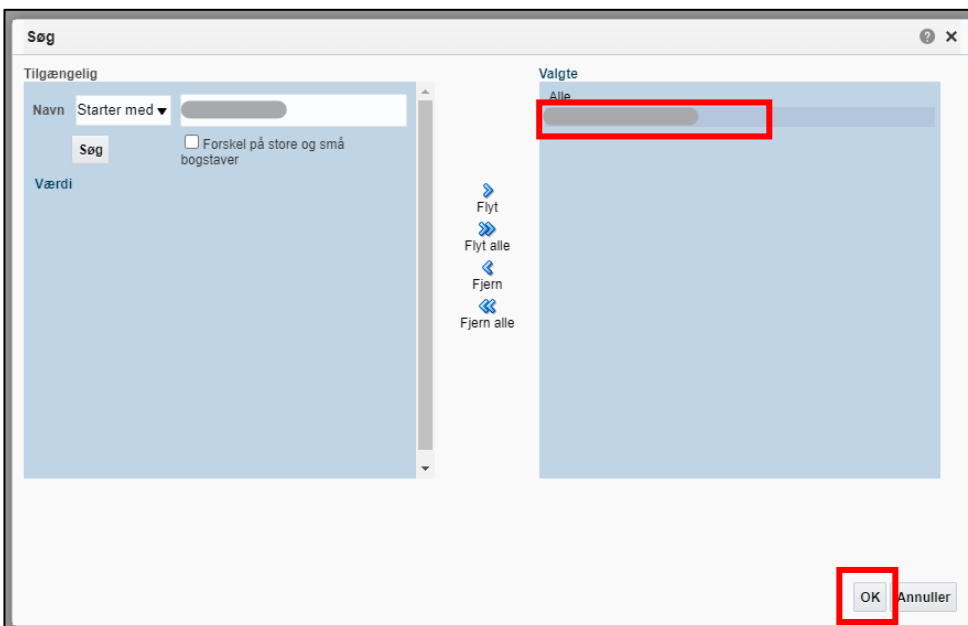 Søg
Tilgængelig
Valgte
Navn
Starter med
Alle
Søg
Forskel på store og små
bogstaver
Værdi
Flyt
Flyt alle
Fjern
Fjern alle
OK
Annuller